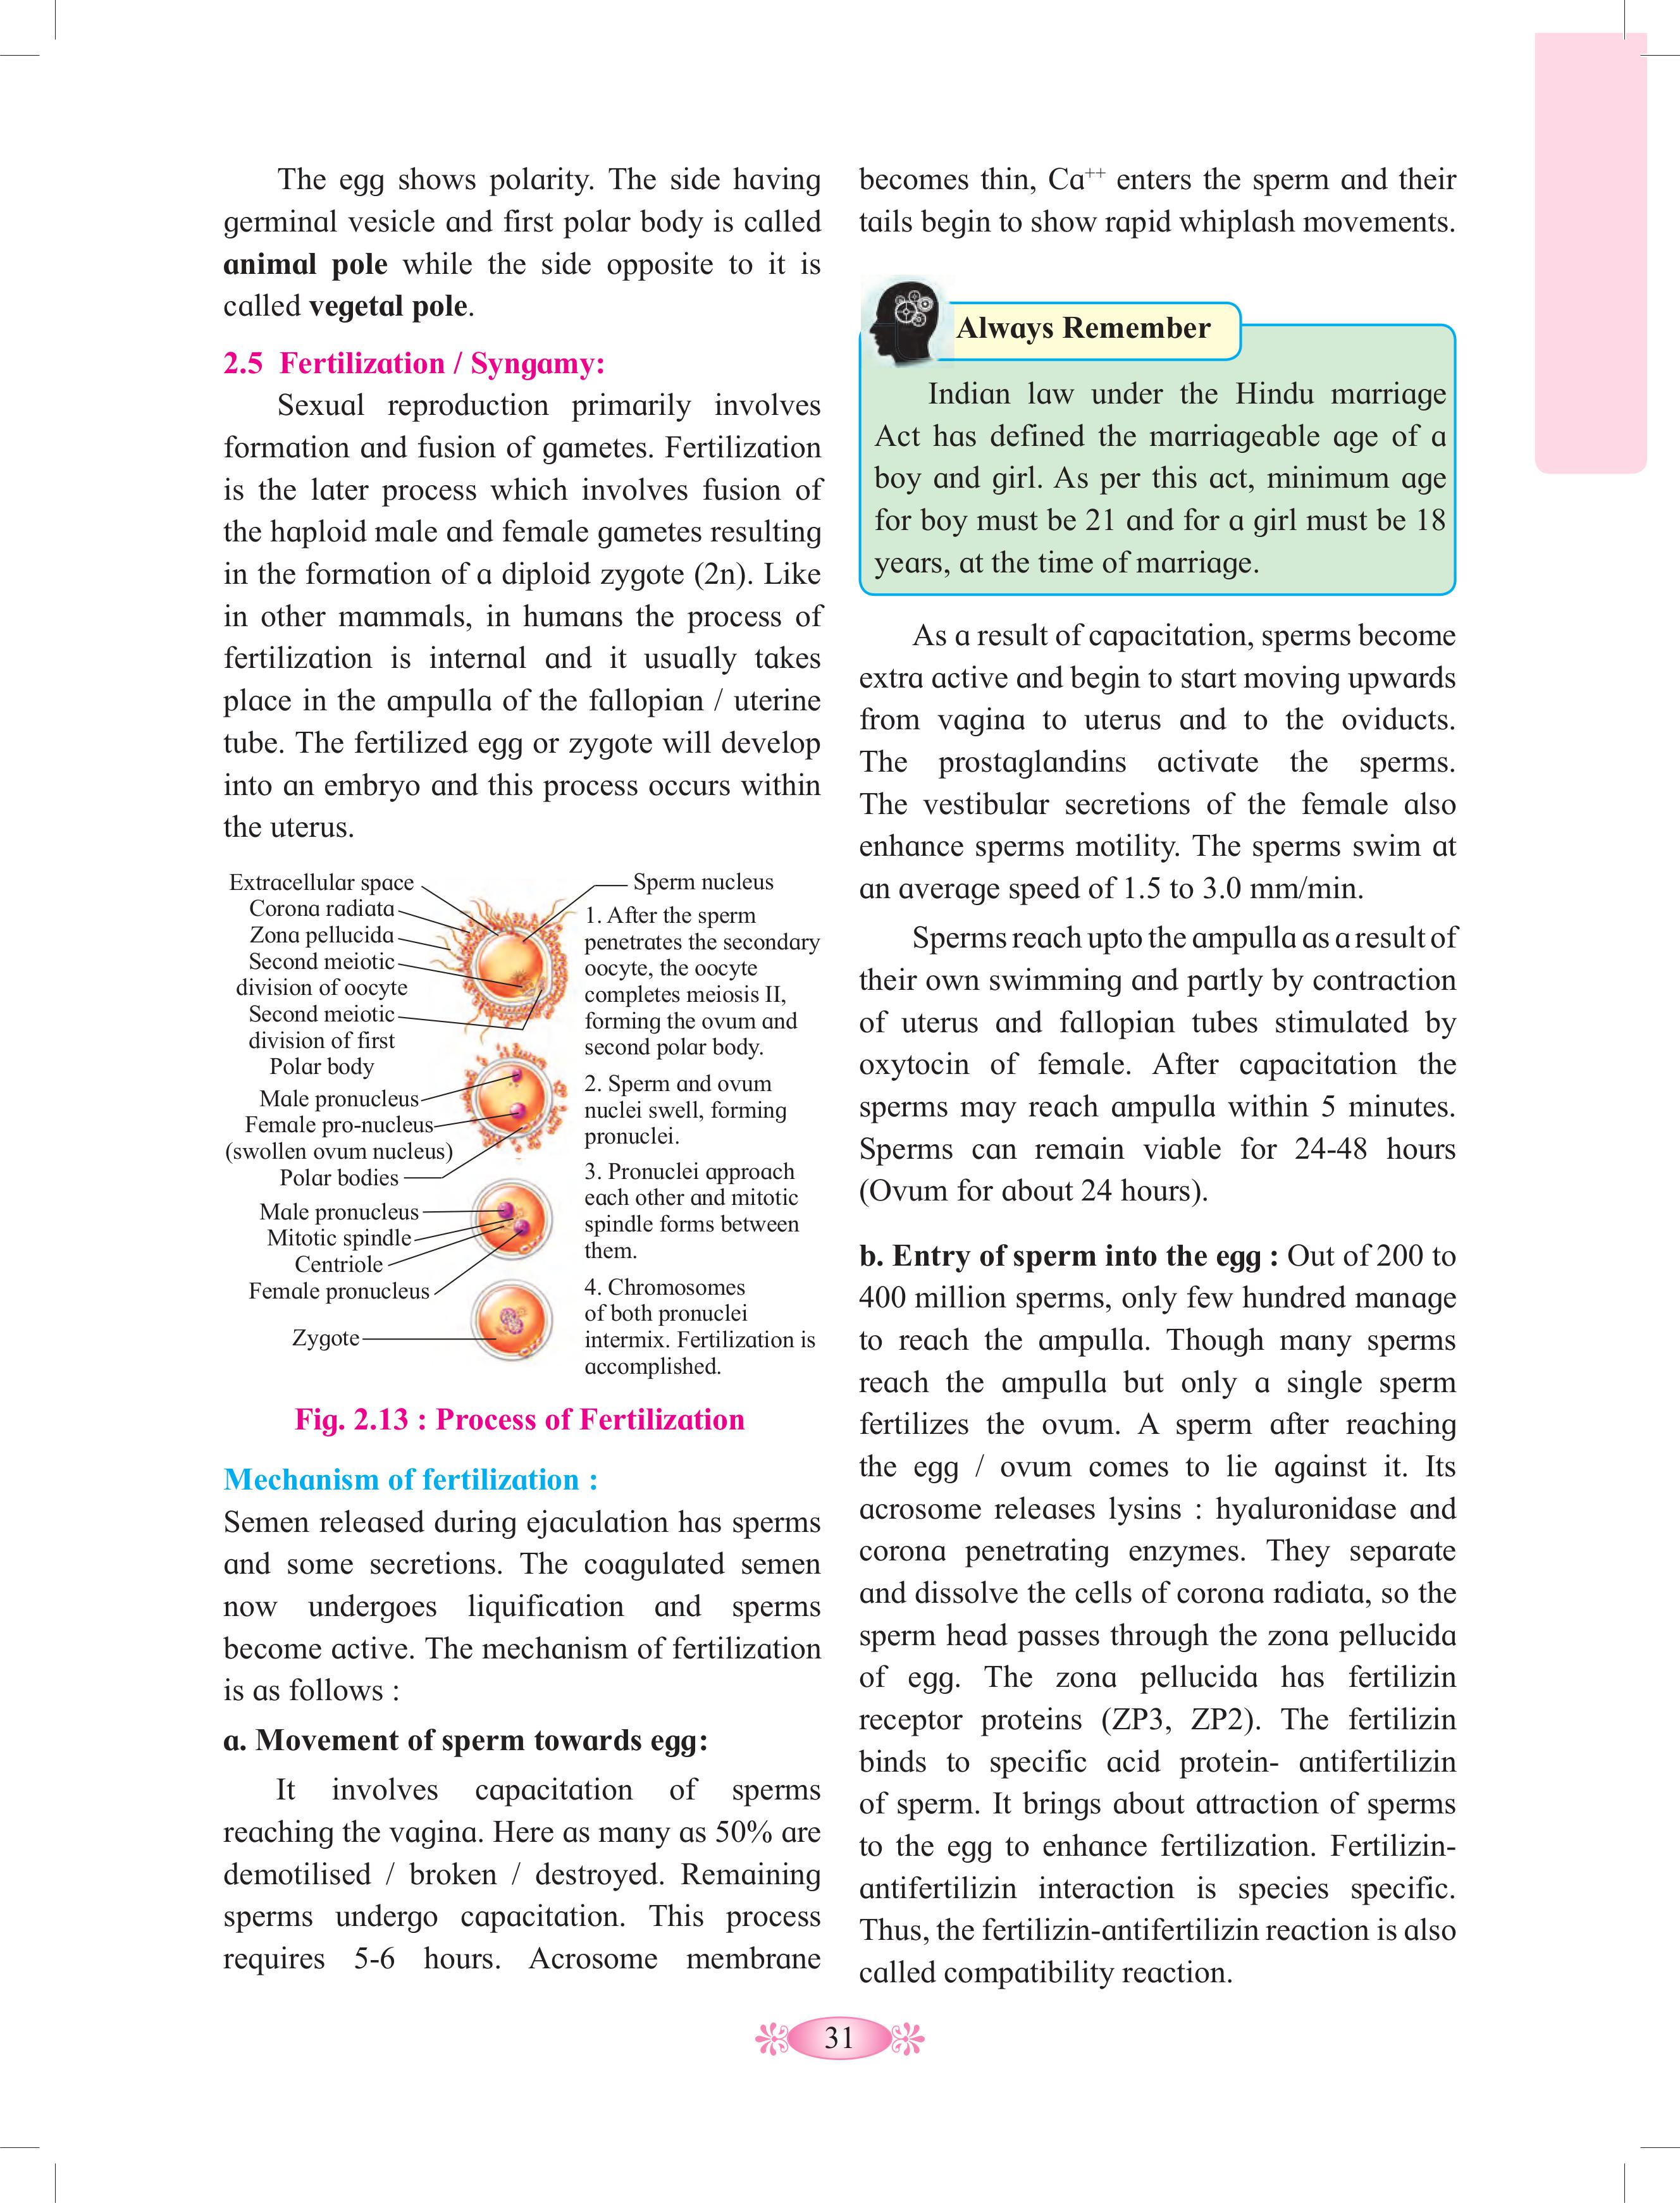 The egg shows polarity. The side having
germinal vesicle and first polar body is called
animal pole while the side opposite to it is
called vegetal pole.
2.5 Fertilization / Syngamy:
Sexual reproduction primarily involves
formation and fusion of gametes. Fertilization
is the later process which involves fusion of
the haploid male and female gametes resulting
in the formation of a diploid zygote (2n). Like
in other mammals, in humans the process of
fertilization is internal and it usually takes
place in the ampulla of the fallopian / uterine
tube. The fertilized egg or zygote will develop
into an embryo and this process occurs within
the uterus.
Extracellular space
Corona radiata
Zona pellucida
Second meiotic
division of oocyte
Second meiotic
division of first
Polar body
Male pronucleus
Female pro-nucleus
(swollen ovum nucleus)
Polar bodies
Male pronucleus
Mitotic spindle
Centriole
Female pronucleus
Zygote
Sperm nucleus
1. After the sperm
penetrates the secondary
oocyte, the oocyte
completes meiosis II,
forming the ovum and
second polar body.
2. Sperm and ovum
nuclei swell, forming
pronuclei.
3. Pronuclei approach
each other and mitotic
spindle forms between
them.
4. Chromosomes
of both pronuclei
intermix. Fertilization is
accomplished.
Fig. 2.13 : Process of Fertilization
Mechanism of fertilization :
Semen released during ejaculation has sperms
and some secretions. The coagulated semen
now undergoes liquification and sperms
become active. The mechanism of fertilization
is as follows :
a. Movement of sperm towards egg:
It involves capacitation of sperms
reaching the vagina. Here as many as 50% are
demotilised / broken / destroyed. Remaining
sperms undergo capacitation. This process
requires 5-6 hours. Acrosome membrane
becomes thin, Ca⁺⁺ enters the sperm and their
tails begin to show rapid whiplash movements.
Always Remember
Indian law under the Hindu marriage
Act has defined the marriageable age of a
boy and girl. As per this act, minimum age
for boy must be 21 and for a girl must be 18
years, at the time of marriage.
As a result of capacitation, sperms become
extra active and begin to start moving upwards
from vagina to uterus and to the oviducts.
The prostaglandins activate the sperms.
The vestibular secretions of the female also
enhance sperms motility. The sperms swim at
an average speed of 1.5 to 3.0 mm/min.
Sperms reach upto the ampulla as a result of
their own swimming and partly by contraction
of uterus and fallopian tubes stimulated by
oxytocin of female. After capacitation the
sperms may reach ampulla within 5 minutes.
Sperms can remain viable for 24-48 hours
(Ovum for about 24 hours).
b. Entry of sperm into the egg : Out of 200 to
400 million sperms, only few hundred manage
to reach the ampulla. Though many sperms
reach the ampulla but only a single sperm
fertilizes the ovum. A sperm after reaching
the egg / ovum comes to lie against it. Its
acrosome releases lysins : hyaluronidase and
corona penetrating enzymes. They separate
and dissolve the cells of corona radiata, so the
sperm head passes through the zona pellucida
of egg. The zona pellucida has fertilizin
receptor proteins (ZP3, ZP2). The fertilizin
binds to specific acid protein- antifertilizin
of sperm. It brings about attraction of sperms
to the egg to enhance fertilization. Fertilizin-
antifertilizin interaction is species specific.
Thus, the fertilizin-antifertilizin reaction is also
called compatibility reaction.
31